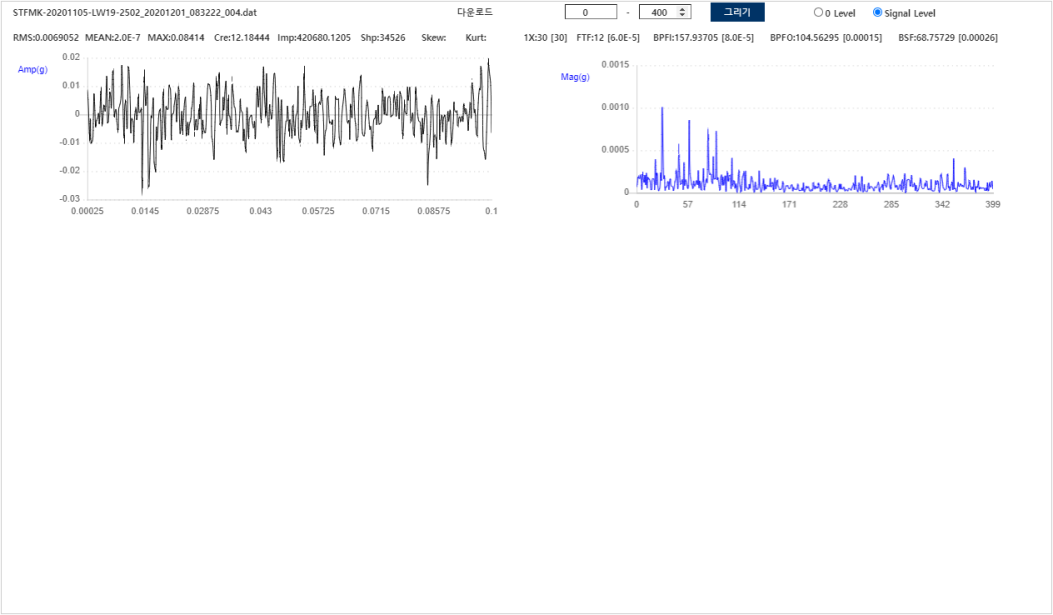 STFMK-20201105-LW19-2502_20201201_083222_004.dat 다운로드 0 - 400 그리기 0 Level Signal Level
RMS:0.0069052 MEAN:2.0E-7 MAX:0.08414 Cre:12.18444 Imp:420680.1205 Shp:34526 Skew: Kurt: 1X:30 [30] FTF:12 [6.0E-5] BPFI:157.93705 [8.0E-5] BPFO:104.56295 [0.00015] BSF:68.75729 [0.00026]
Amp(g)
0.02
0.01
0
-0.01
-0.02
-0.03
0.00025 0.0145 0.02875 0.043 0.05725 0.0715 0.08575 0.1
Mag(g)
0.0015
0.0010
0.0005
0
0 57 114 171 228 285 342 399